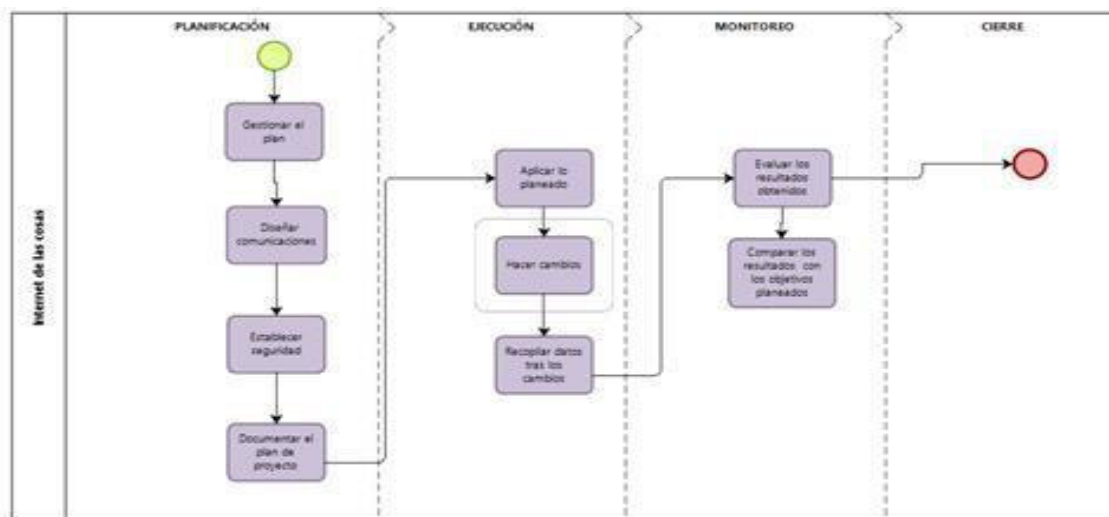 PLANIFICACIÓN
EJECUCIÓN
MONITOREO
CIERRE
Internet de las cosas
Gestionar el
plan
Diseñar
comunicaciones
Establecer
seguridad
Documentar el
plan de
proyecto
Aplicar lo
planeado
Hacer cambios
Recopilar datos
tras los
cambios
Evaluar los
resultados
obtenidos
Comparar los
resultados con
los objetivos
planeados